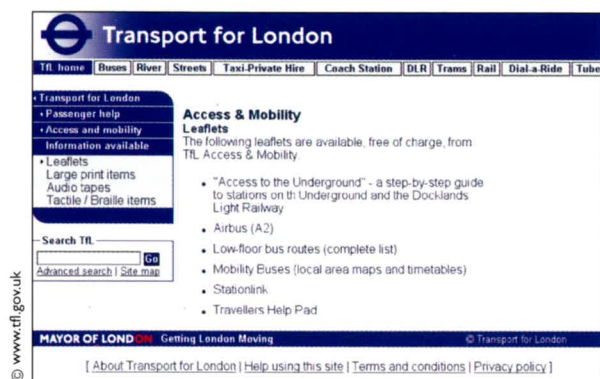 Transport for London
TfL home Buses River Streets Taxi-Private Hire Coach Station DLR Trams Rail Dial-a-Ride Tube
Transport for London
Passenger help
Access and mobility
Information available
Leaflets
Large print items
Audio tapes
Tactile / Braille items
Search TfL
Go
Advanced search | Site map
Access & Mobility
Leaflets
The following leaflets are available, free of charge, from
TfL Access & Mobility.
"Access to the Underground" - a step-by-step guide
to stations on th Underground and the Docklands
Light Railway
Airbus (A2)
Low-floor bus routes (complete list)
Mobility Buses (local area maps and timetables)
Stationlink
Travellers Help Pad
MAYOR OF LONDON Getting London Moving © Transport for London
[ About Transport for London | Help using this site | Terms and conditions | Privacy policy ]
© www.tfl.gov.uk